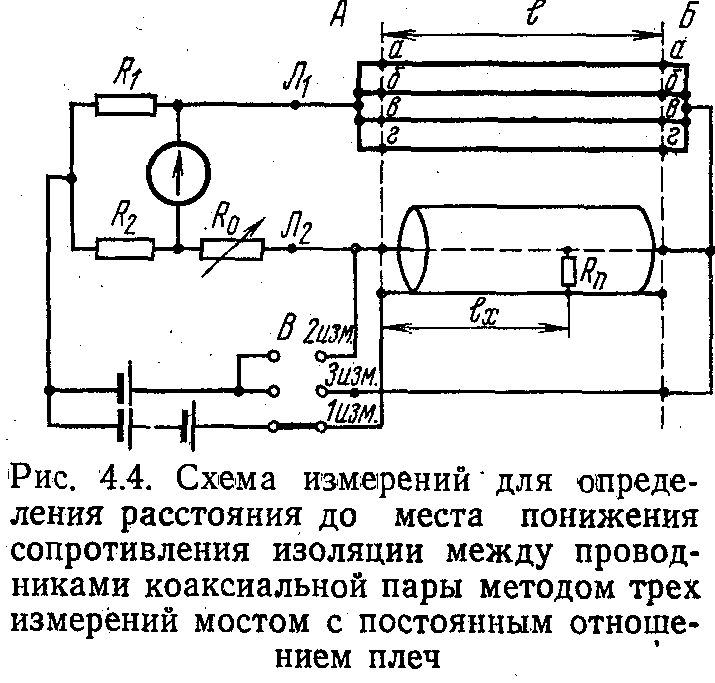 А l Б
а а
R1 Л1 б б
в в
г г
R2 R0 Л2
Rп
lх
В 2изм.
3изм.
1изм.
Рис. 4.4. Схема измерений для опреде-
ления расстояния до места понижения
сопротивления изоляции между провод-
никами коаксиальной пары методом трех
измерений мостом с постоянным отноше-
нием плеч